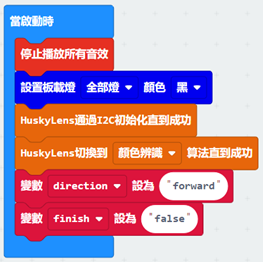 當啟動時
停止播放所有音效
設置板載燈 全部燈 顏色 黑
HuskyLens通過I2C初始化直到成功
HuskyLens切換到 顏色辨識 算法直到成功
變數 direction 設為 "forward"
變數 finish 設為 "false"